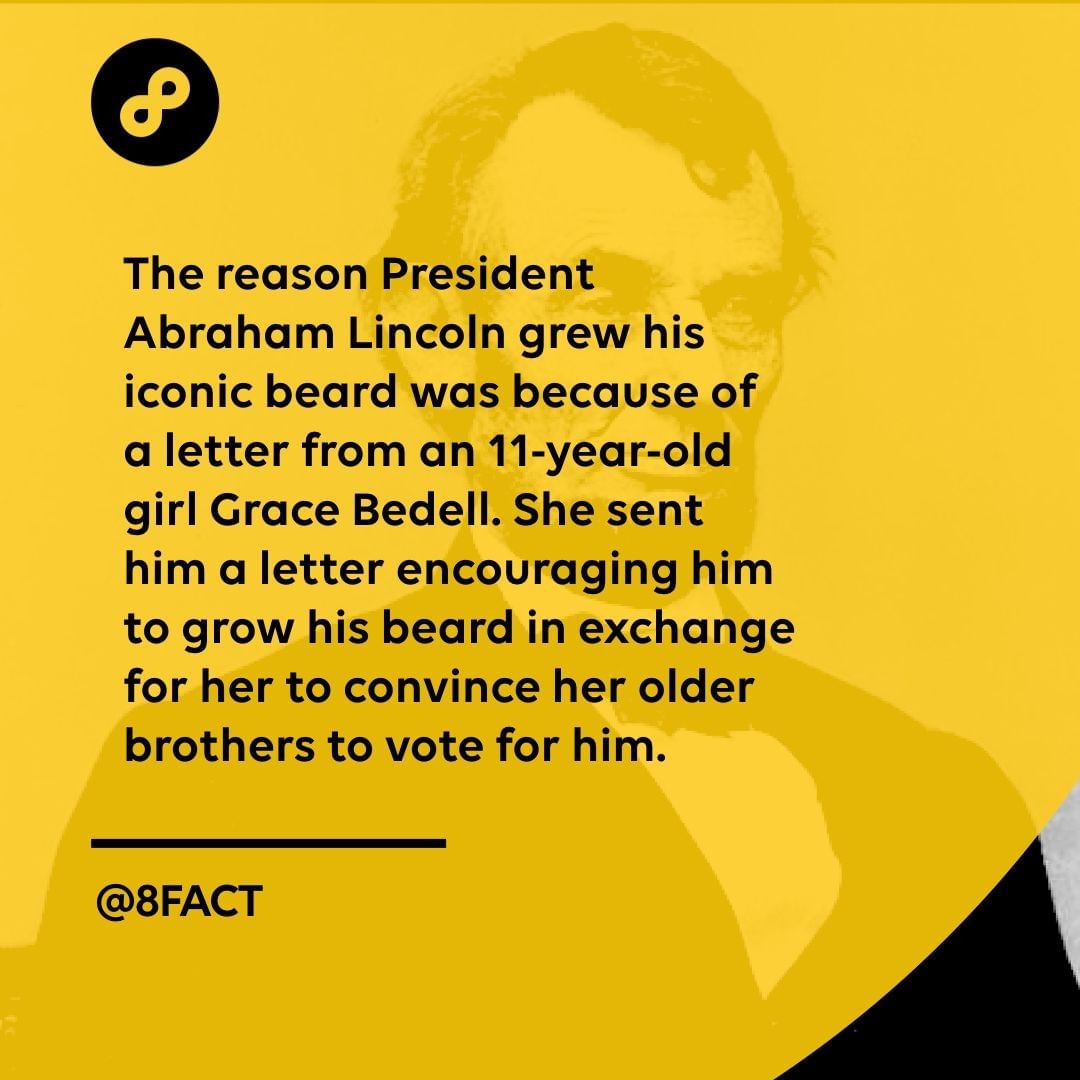 The reason President
Abraham Lincoln grew his
iconic beard was because of
a letter from an 11-year-old
girl Grace Bedell. She sent
him a letter encouraging him
to grow his beard in exchange
for her to convince her older
brothers to vote for him.
@8FACT